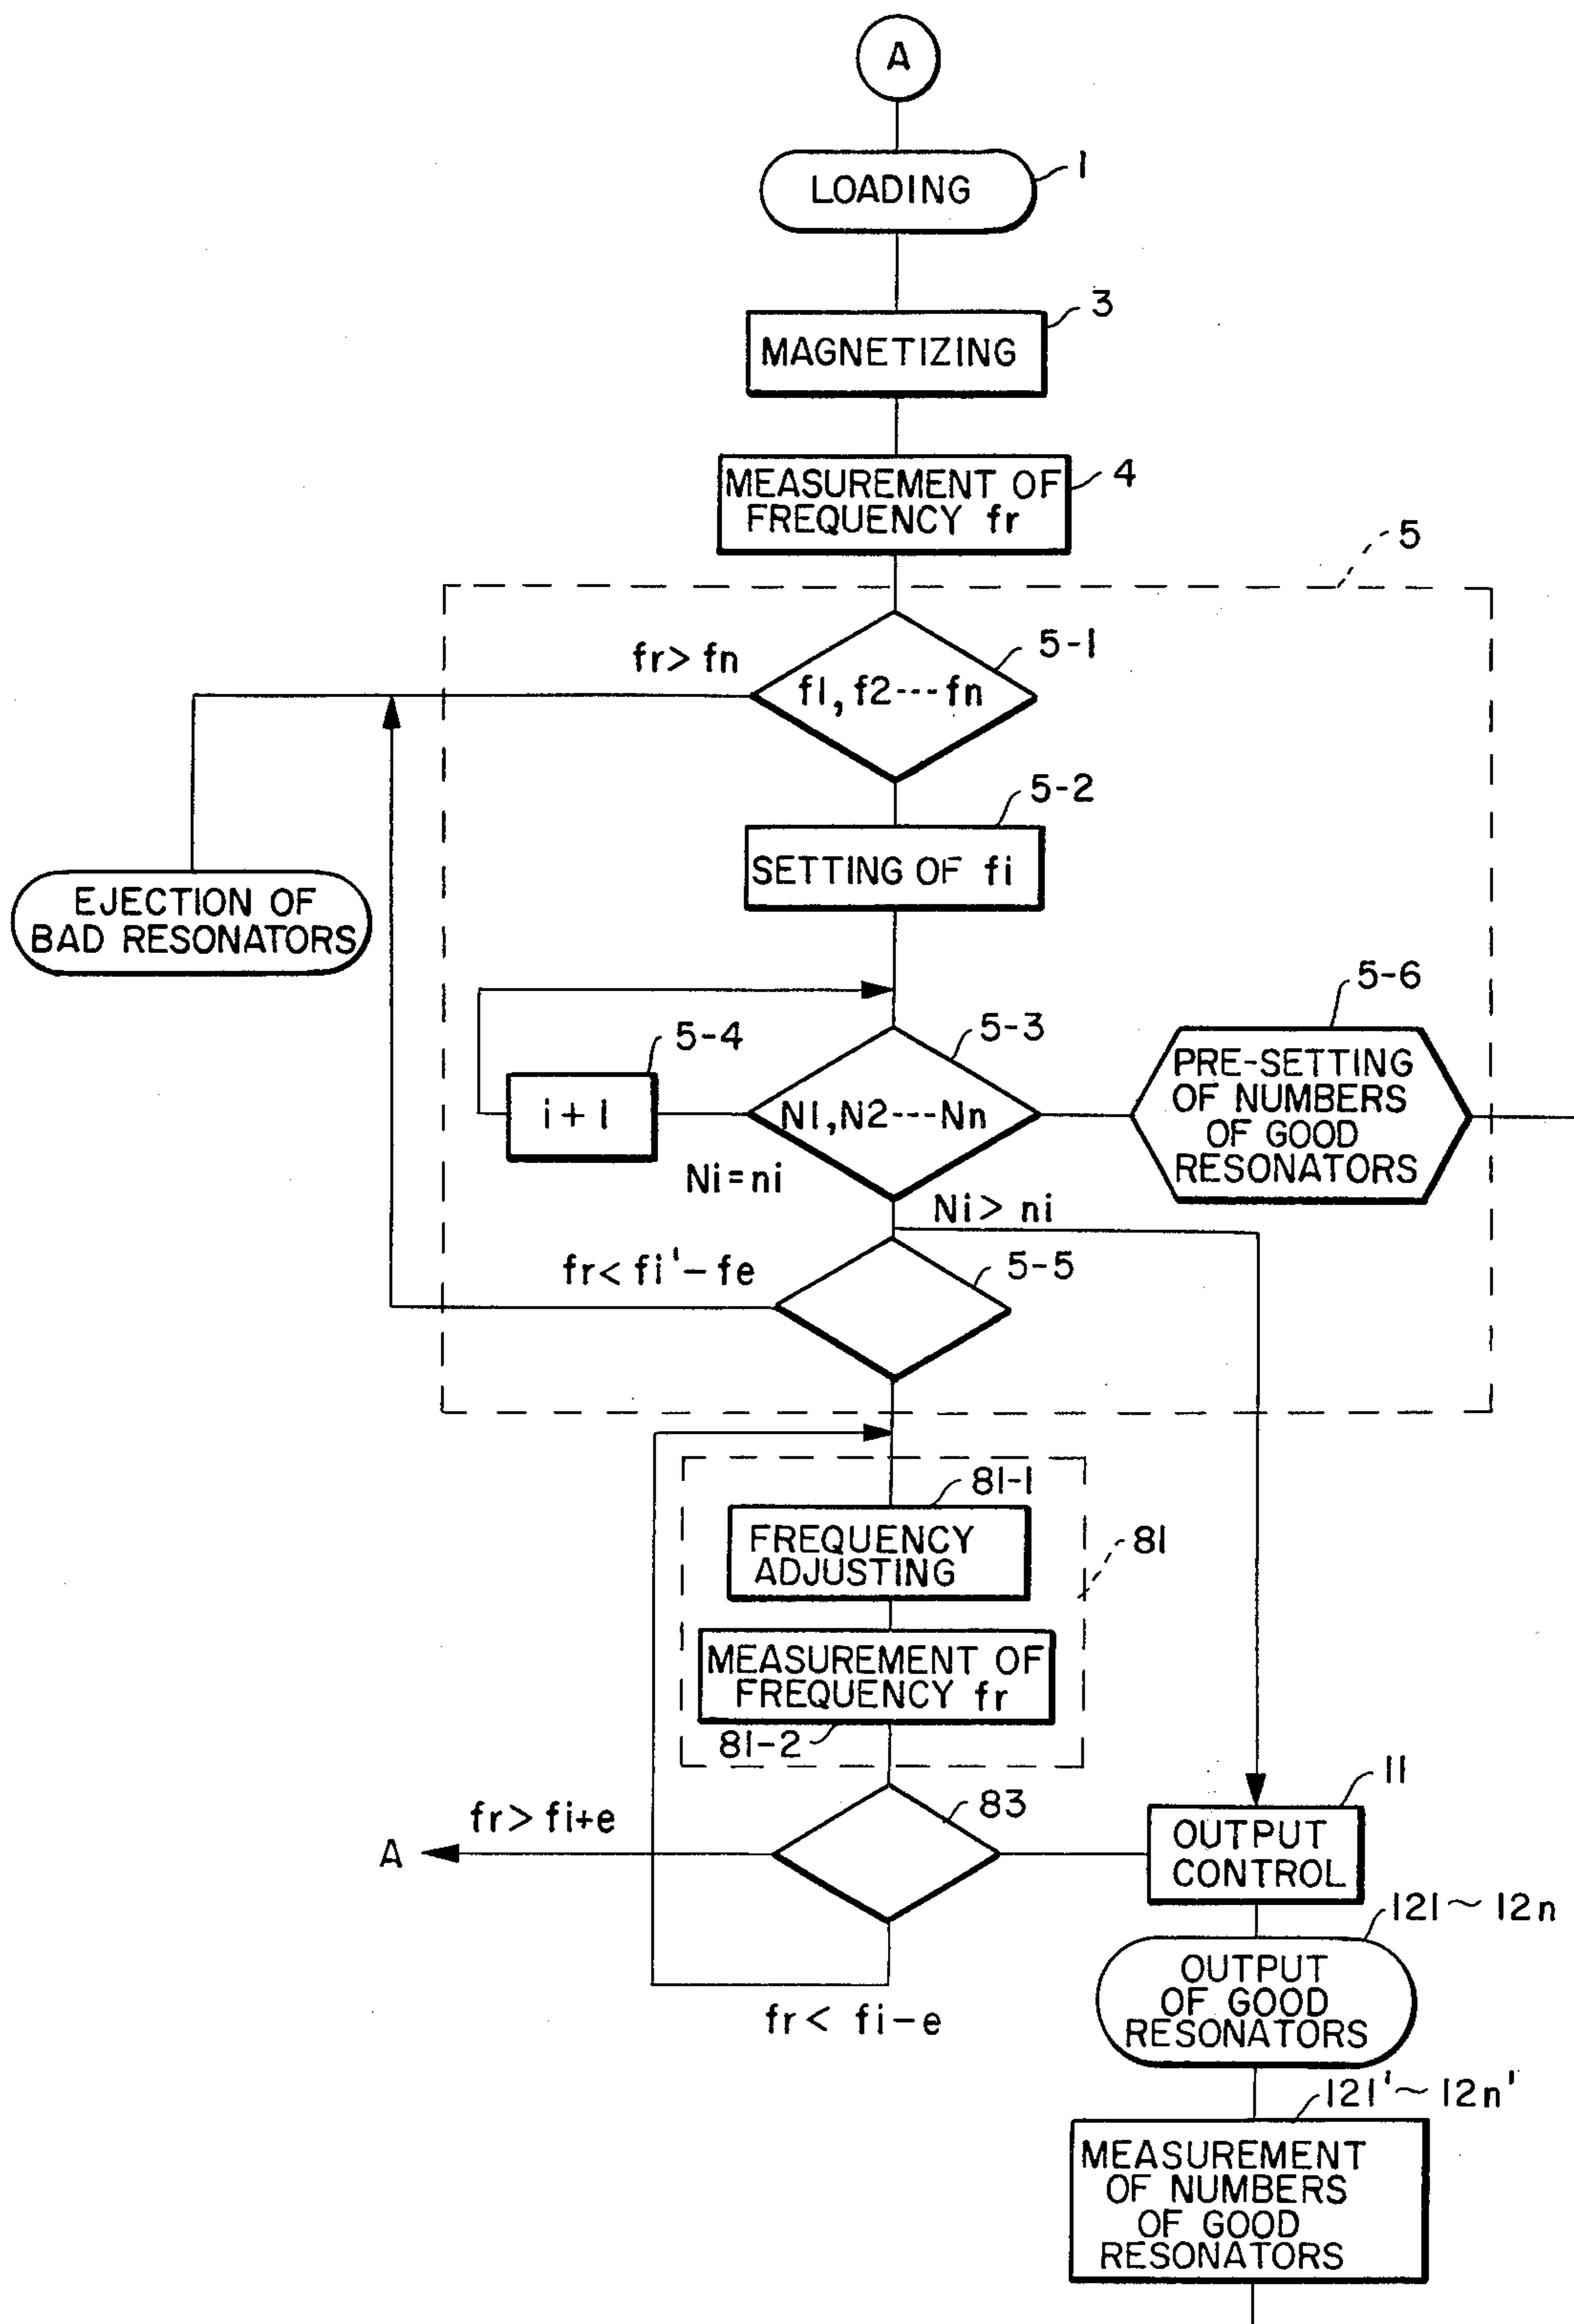 A
LOADING
1
MAGNETIZING
3
MEASUREMENT OF
FREQUENCY fr
4
5
fr > fn
f1, f2---fn
5-1
5-2
SETTING OF fi
EJECTION OF
BAD RESONATORS
5-4
i + 1
5-3
N1, N2---Nn
5-6
PRE-SETTING
OF NUMBERS
OF GOOD
RESONATORS
Ni = ni
Ni > ni
fr < fi' - fe
5-5
81-1
FREQUENCY
ADJUSTING
81
MEASUREMENT OF
FREQUENCY fr
81-2
83
fr > fi+e
A
11
OUTPUT
CONTROL
fr < fi-e
121 ~ 12n
OUTPUT
OF GOOD
RESONATORS
121' ~ 12n'
MEASUREMENT
OF NUMBERS
OF GOOD
RESONATORS